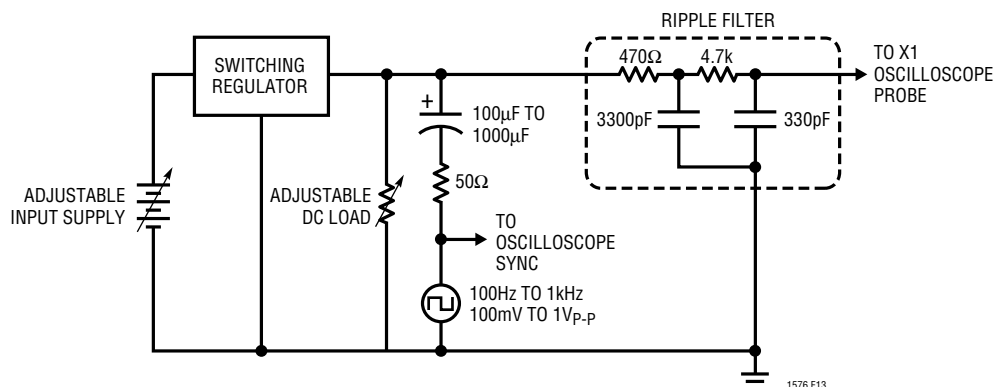 RIPPLE FILTER
SWITCHING
REGULATOR
470Ω
4.7k
TO X1
OSCILLOSCOPE
PROBE
+
100µF TO
1000µF
3300pF
330pF
50Ω
ADJUSTABLE
INPUT SUPPLY
ADJUSTABLE
DC LOAD
TO
OSCILLOSCOPE
SYNC
100Hz TO 1kHz
100mV TO 1VP-P
1576 F13